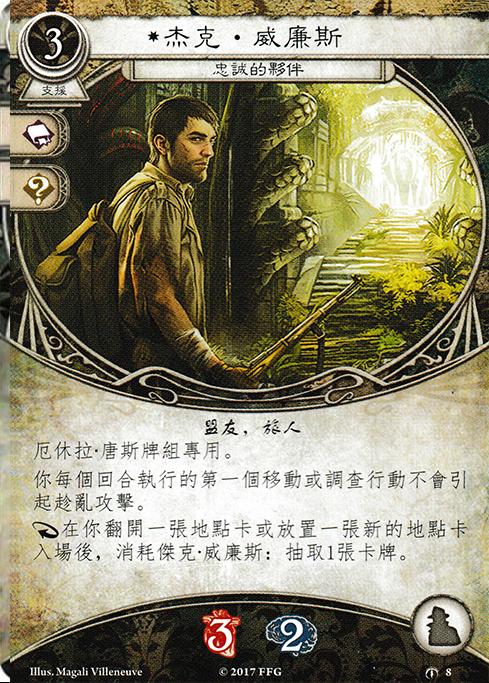 3
*杰克·威廉斯
支援
忠誠的夥伴
盟友,旅人
厄休拉·唐斯牌組專用。
你每個回合執行的第一個移動或調查行動不會引
起趁亂攻擊。
在你翻開一張地點卡或放置一張新的地點卡
入場後,消耗傑克·威廉斯:抽取1張卡牌。
3 2
Illus. Magali Villeneuve © 2017 FFG 8